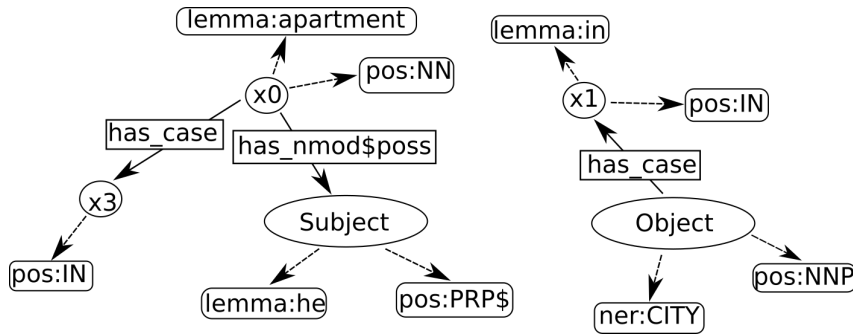 lemma:apartment
lemma:in
pos:NN
x0
x1
pos:IN
has_case
has_nmod$poss
has_case
x3
Subject
Object
pos:IN
lemma:he
pos:PRP$
pos:NNP
ner:CITY